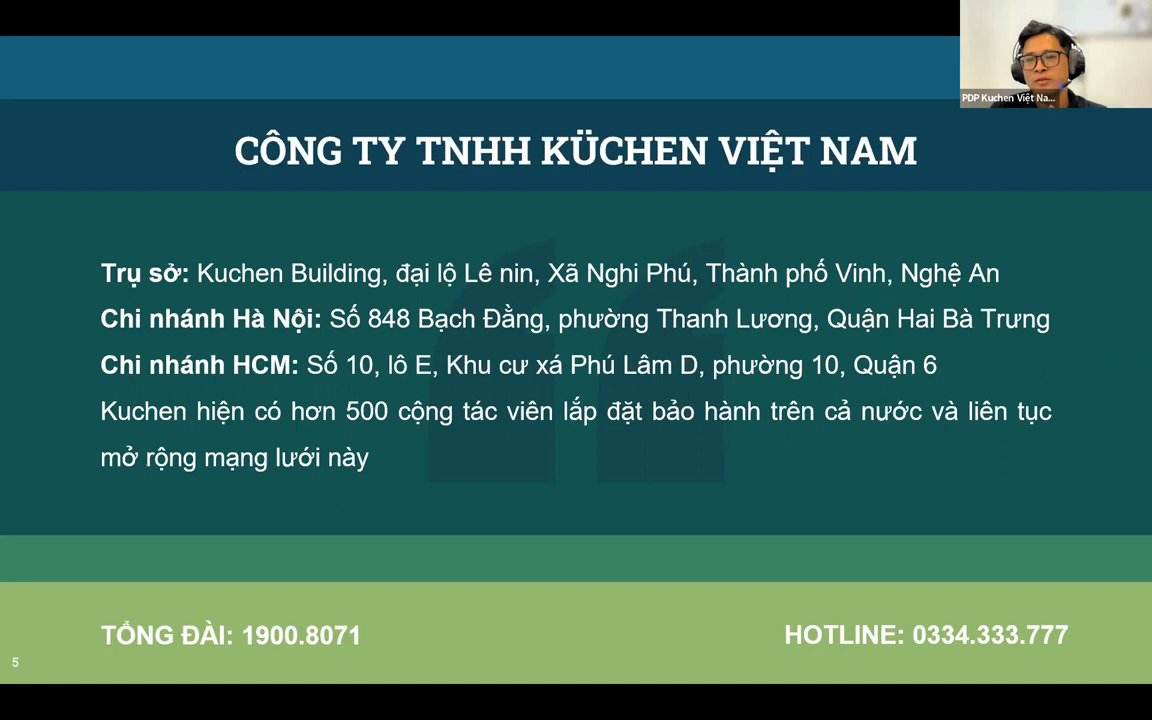 PDP Kuchen Việt Na...
CÔNG TY TNHH KÜCHEN VIỆT NAM
Trụ sở: Kuchen Building, đại lộ Lê nin, Xã Nghi Phú, Thành phố Vinh, Nghệ An
Chi nhánh Hà Nội: Số 848 Bạch Đằng, phường Thanh Lương, Quận Hai Bà Trưng
Chi nhánh HCM: Số 10, lô E, Khu cư xá Phú Lâm D, phường 10, Quận 6
Kuchen hiện có hơn 500 cộng tác viên lắp đặt bảo hành trên cả nước và liên tục
mở rộng mạng lưới này
TỔNG ĐÀI: 1900.8071
HOTLINE: 0334.333.777
5